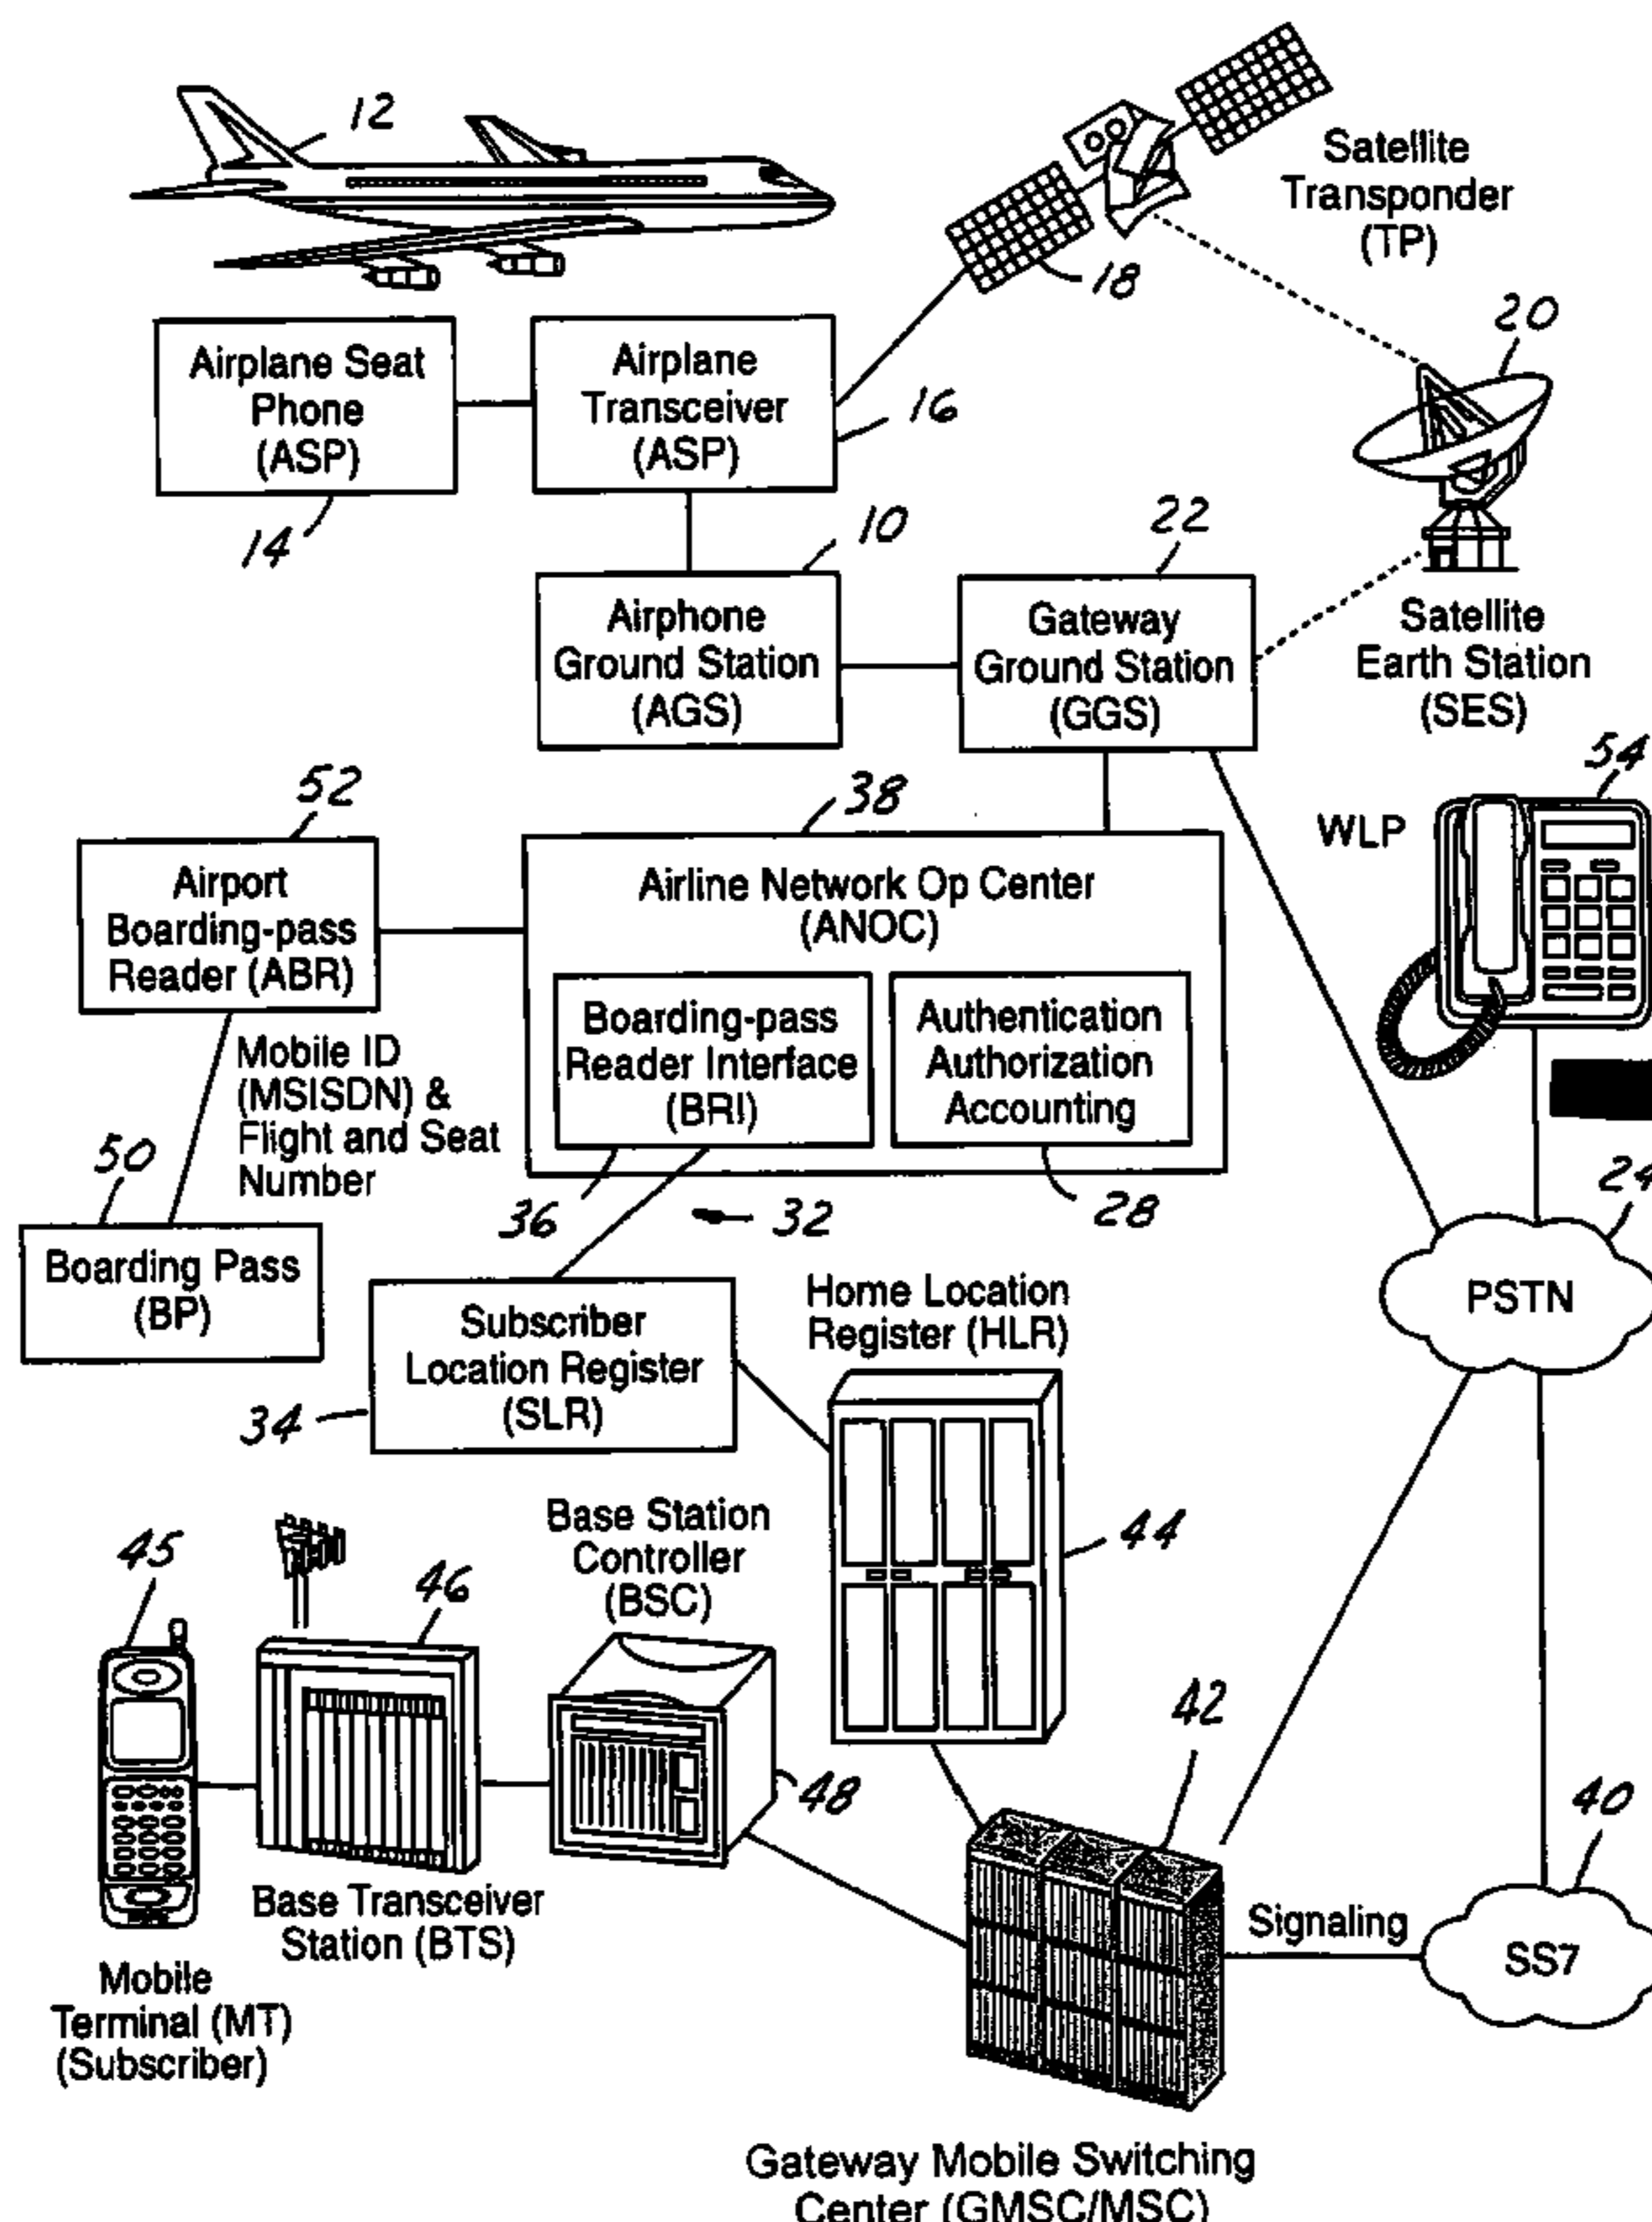 12
Satellite
Transponder
(TP)
18
20
Airplane Seat
Phone
(ASP)
Airplane
Transceiver
(ASP)
16
14
10
22
Airphone
Ground Station
(AGS)
Gateway
Ground Station
(GGS)
Satellite
Earth Station
(SES)
52
38
54
WLP
Airport
Boarding-pass
Reader (ABR)
Airline Network Op Center
(ANOC)
Boarding-pass
Reader Interface
(BRI)
Authentication
Authorization
Accounting
Mobile ID
(MSISDN) &
Flight and Seat
Number
50
36
32
28
24
Boarding Pass
(BP)
PSTN
Subscriber
Location Register
(SLR)
34
Home Location
Register (HLR)
44
45
46
Base Station
Controller
(BSC)
48
42
40
Base Transceiver
Station (BTS)
Signaling
SS7
Mobile
Terminal (MT)
(Subscriber)
Gateway Mobile Switching
Center (GMSC/MSC)